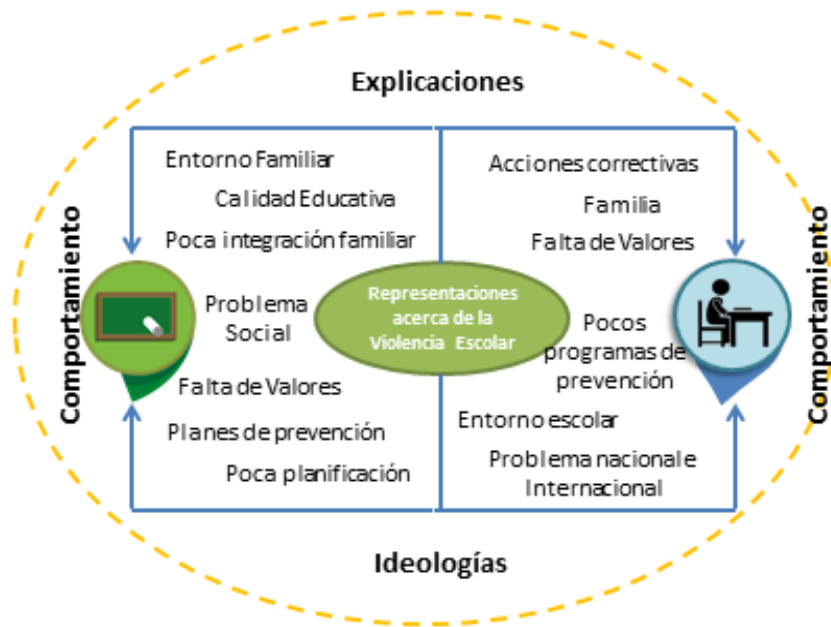 Explicaciones
Entorno Familiar
Calidad Educativa
Poca integración familiar
Acciones correctivas
Familia
Falta de Valores
Comportamiento
Problema
Social
Representaciones
acerca de la
Violencia Escolar
Pocos
programas de
prevención
Comportamiento
Falta de Valores
Planes de prevención
Poca planificación
Entorno escolar
Problema nacional e
Internacional
Ideologías